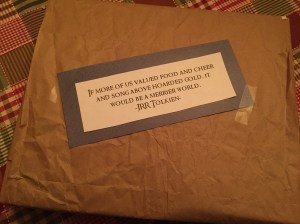 IF MORE OF US VALUED FOOD AND CHEER
AND SONG ABOVE HOARDED GOLD, IT
WOULD BE A MERRIER WORLD.
-JRR TOLKIEN-